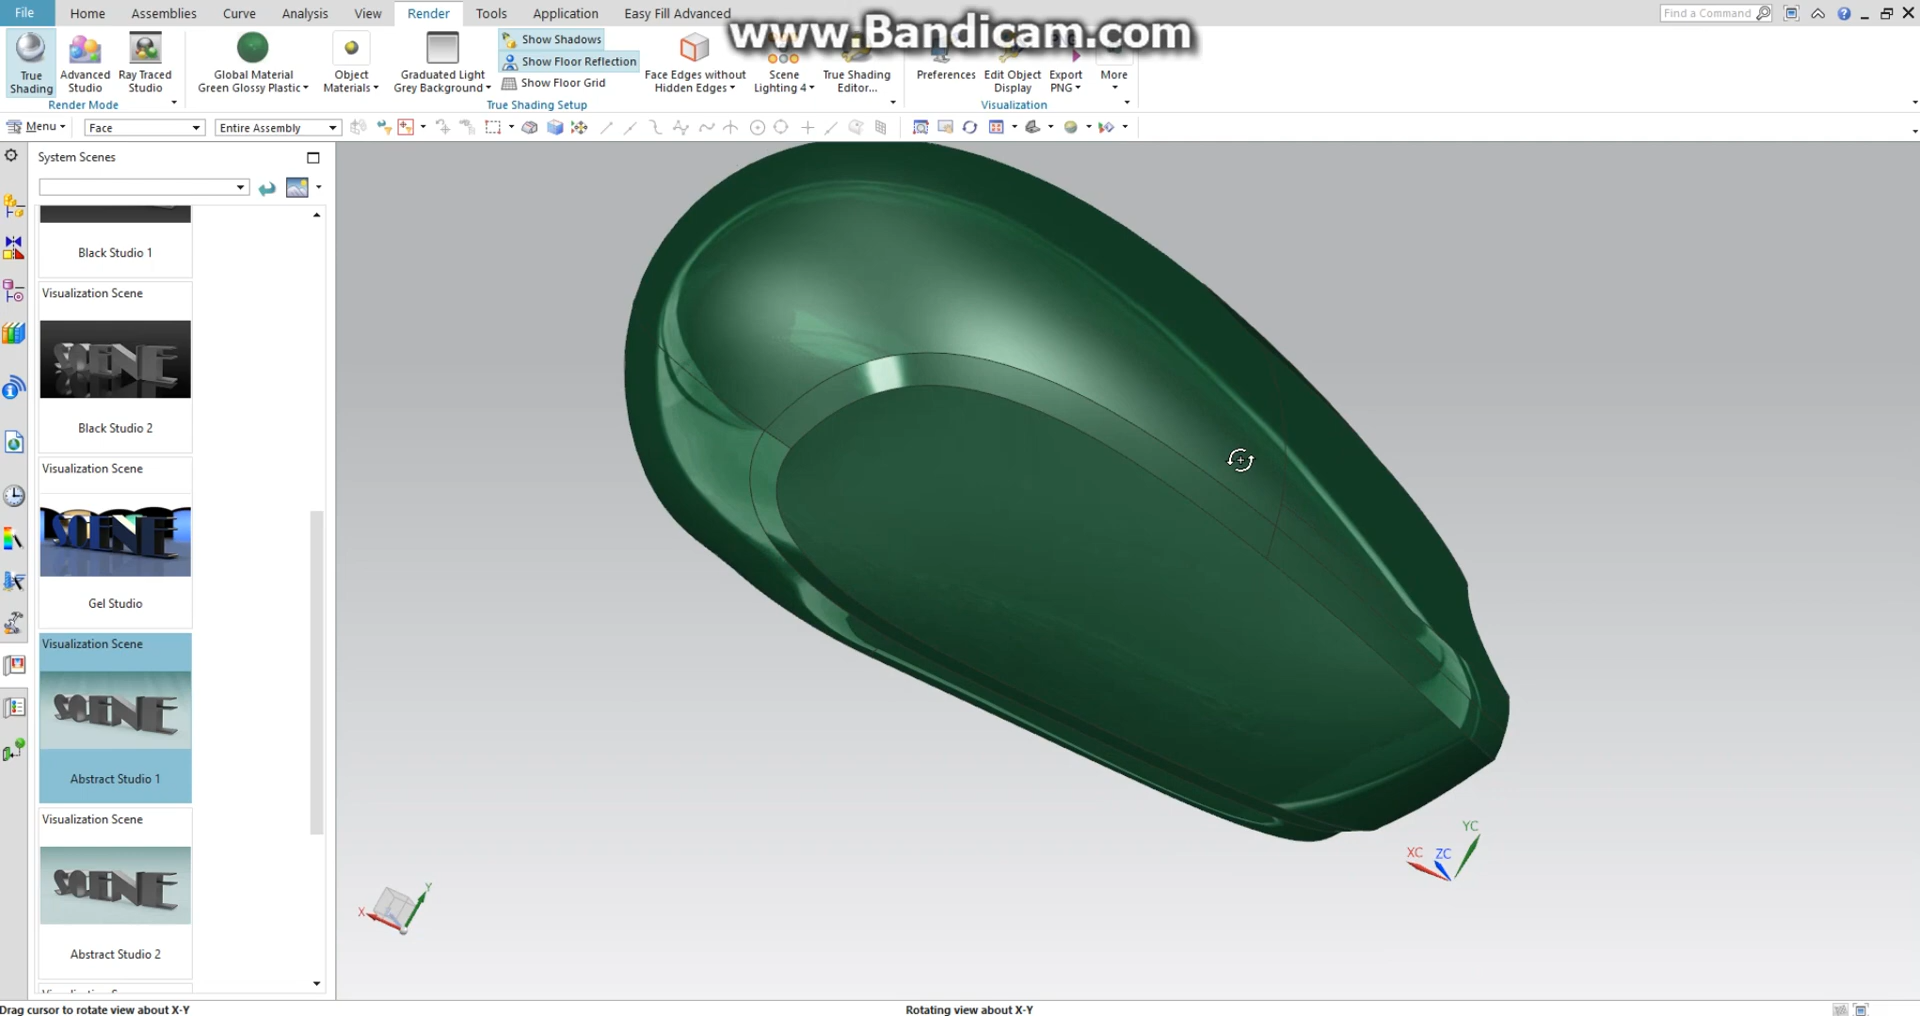 File Home Assemblies Curve Analysis View Render Tools Application Easy Fill Advanced Find a Command
www.Bandicam.com
True Shading
Advanced Studio
Ray Traced Studio
Render Mode
Global Material Green Glossy Plastic
Object Materials
Graduated Light Grey Background
Show Shadows
Show Floor Reflection
Show Floor Grid
Face Edges without Hidden Edges
Scene Lighting 4
True Shading Editor...
True Shading Setup
Preferences
Edit Object Display
Export PNG
More
Visualization
Menu Face Entire Assembly
System Scenes
Black Studio 1
Visualization Scene
SCENE
Black Studio 2
Visualization Scene
SCENE
Gel Studio
Visualization Scene
SCENE
Abstract Studio 1
Visualization Scene
SCENE
Abstract Studio 2
X Y
XC ZC YC
Drag cursor to rotate view about X-Y
Rotating view about X-Y